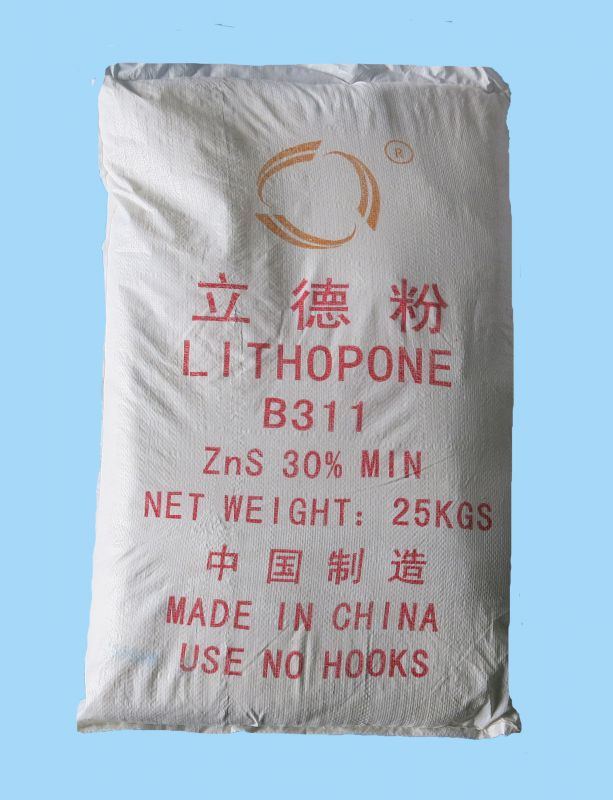 ®
立德粉
LITHOPONE
B311
ZnS 30% MIN
NET WEIGHT: 25KGS
中国制造
MADE IN CHINA
USE NO HOOKS